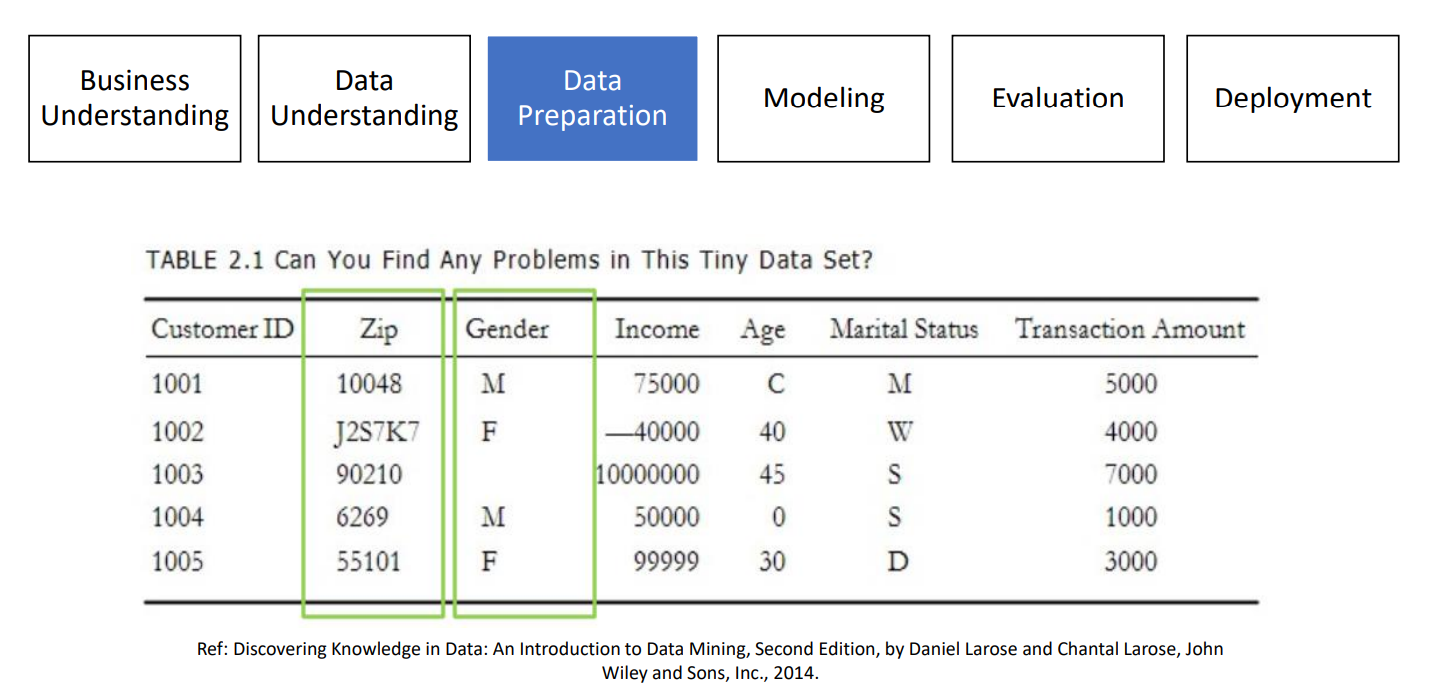 Business
Understanding
Data
Understanding
Data
Preparation
Modeling
Evaluation
Deployment
TABLE 2.1 Can You Find Any Problems in This Tiny Data Set?
Customer ID Zip Gender Income Age Marital Status Transaction Amount
1001 10048 M 75000 C M 5000
1002 J2S7K7 F —40000 40 W 4000
1003 90210 10000000 45 S 7000
1004 6269 M 50000 0 S 1000
1005 55101 F 99999 30 D 3000
Ref: Discovering Knowledge in Data: An Introduction to Data Mining, Second Edition, by Daniel Larose and Chantal Larose, John
Wiley and Sons, Inc., 2014.